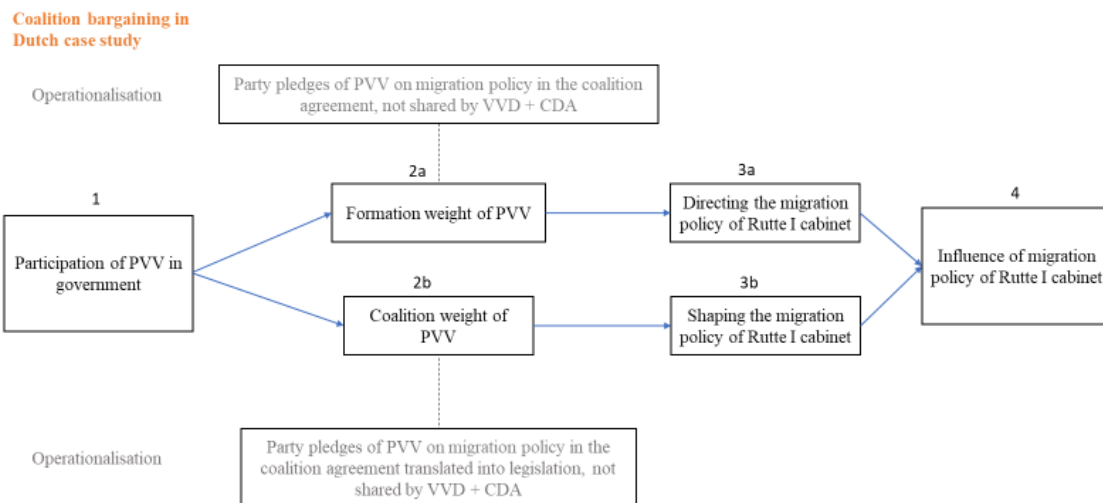 Coalition bargaining in
Dutch case study
Operationalisation
Party pledges of PVV on migration policy in the coalition
agreement, not shared by VVD + CDA
2a
3a
1
4
Formation weight of PVV
Directing the migration
policy of Rutte I cabinet
Participation of PVV in
government
Influence of migration
policy of Rutte I cabinet
2b
3b
Coalition weight of
PVV
Shaping the migration
policy of Rutte I cabinet
Operationalisation
Party pledges of PVV on migration policy in the
coalition agreement translated into legislation, not
shared by VVD + CDA